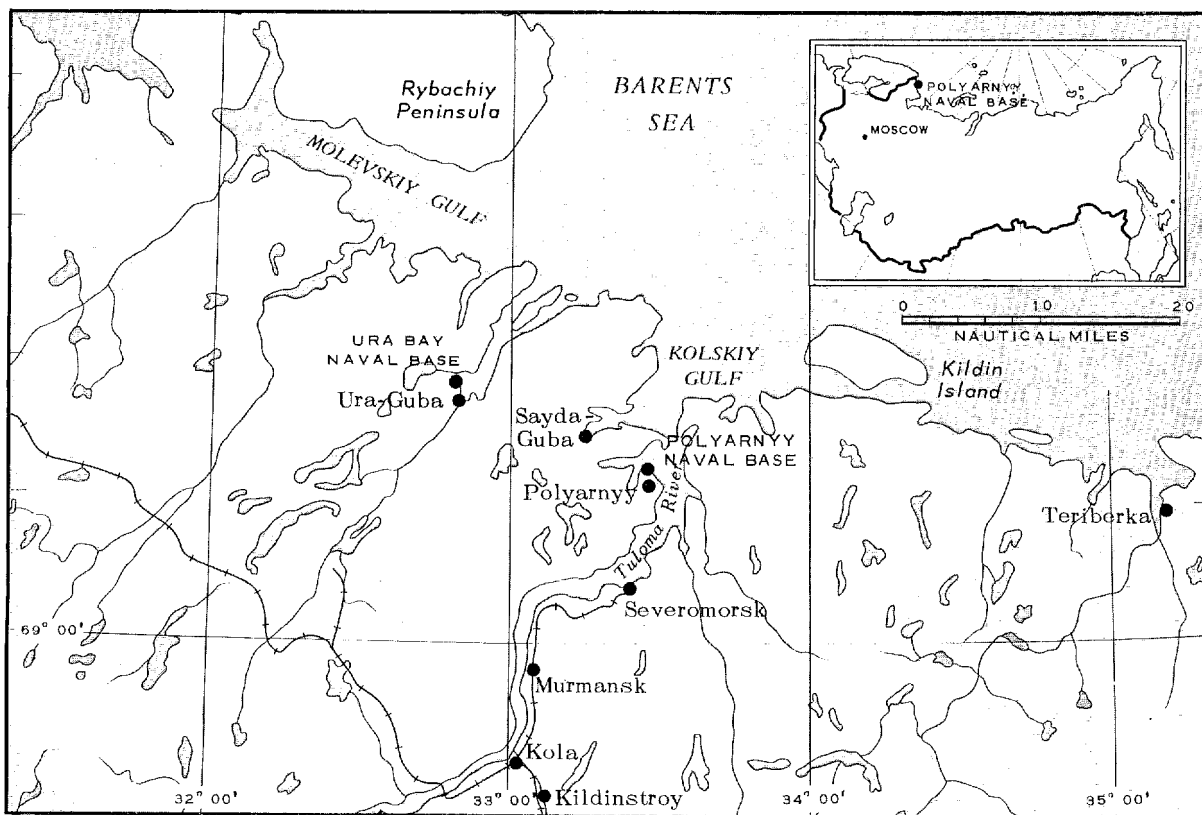 BARENTS
SEA
Rybachiy
Peninsula
MOLEVSKIY GULF
POLYARNYY
NAVAL BASE
MOSCOW
0 10 20
NAUTICAL MILES
URA BAY
NAVAL BASE
Ura-Guba
KOLSKIY
GULF
Kildin
Island
Sayda-
Guba
POLYARNYY
NAVAL BASE
Polyarnyy
Tuloma River
Teriberka
Severomorsk
69° 00'
Murmansk
Kola
Kildinstroy
32° 00'
33° 00'
34° 00'
35° 00'